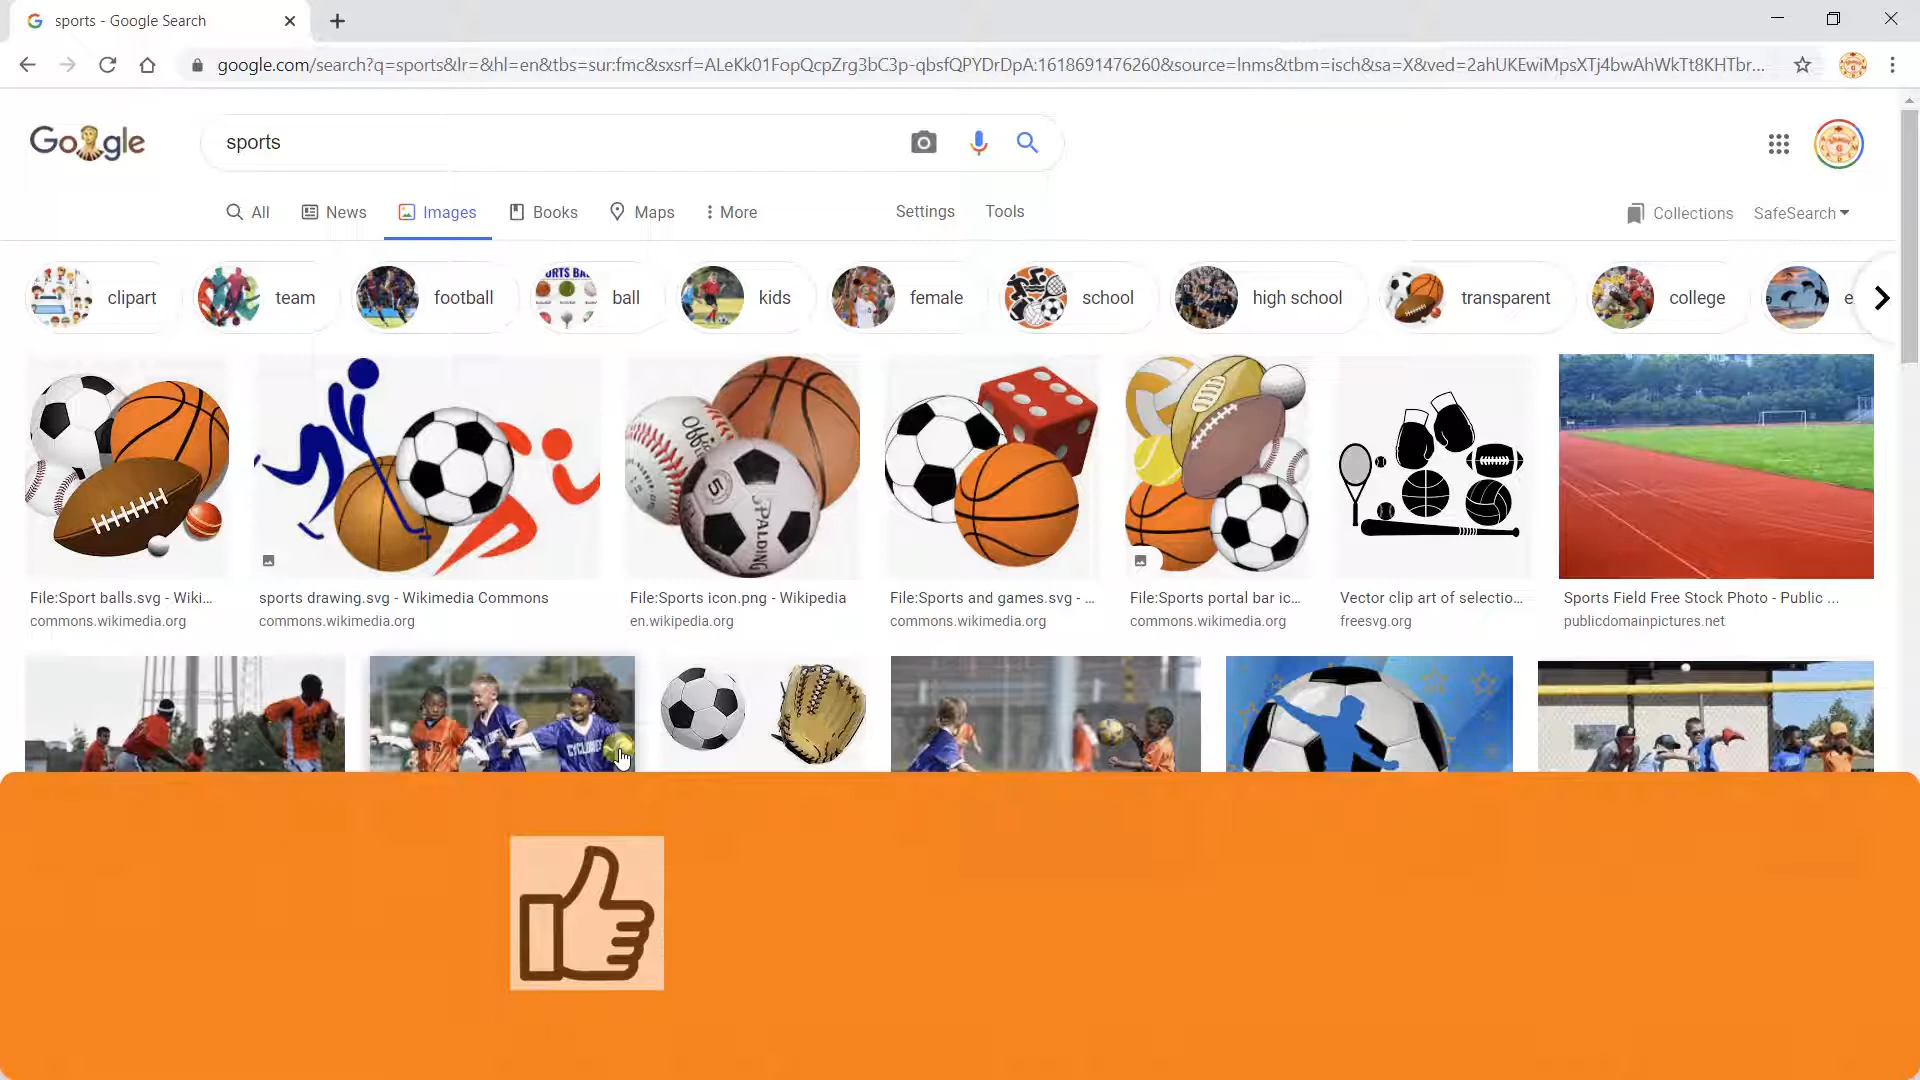 sports - Google Search
google.com/search?q=sports&lr=&hl=en&tbs=sur:fmc&sxsrf=ALeKk01FopQcpZrg3bC3p-qbsfQPYDrDpA:1618691476260&source=lnms&tbm=isch&sa=X&ved=2ahUKEwiMpsXTj4bwAhWkTt8KHTbr...
Google
sports
All News Images Books Maps More Settings Tools Collections SafeSearch
clipart team football ball kids female school high school transparent college e
File:Sport balls.svg - Wiki... sports drawing.svg - Wikimedia Commons File:Sports icon.png - Wikipedia File:Sports and games.svg - ... File:Sports portal bar ic... Vector clip art of selectio... Sports Field Free Stock Photo - Public ...
commons.wikimedia.org commons.wikimedia.org en.wikipedia.org commons.wikimedia.org commons.wikimedia.org freesvg.org publicdomainpictures.net
5
SPALDING
CYCLONES